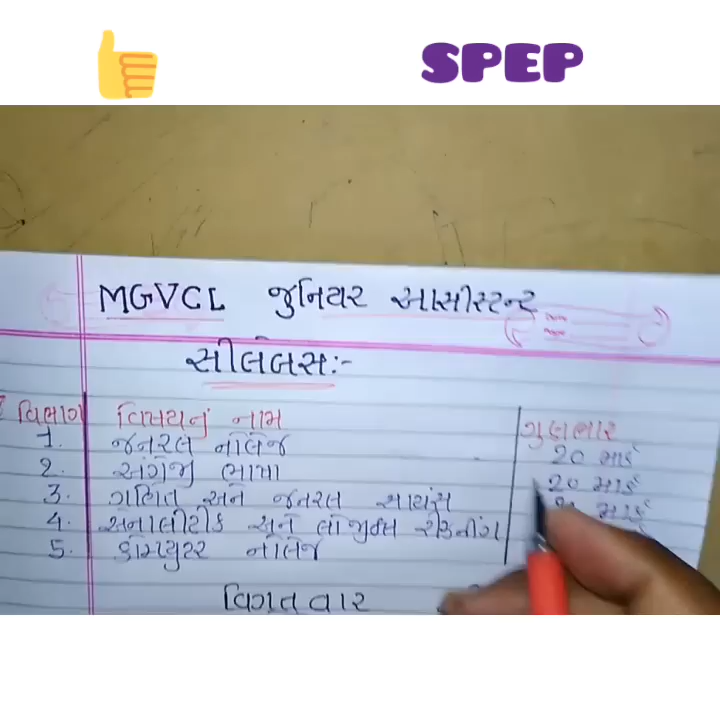 SPEP
MGVCL જુનિયર આસીસ્ટન્ટ
સીલેબસ:-
વિભાગ વિષયનું નામ ગુણભાર
1. જનરલ નોલેજ 20 માર્ક
2. અંગ્રેજી ભાષા 20 માર્ક
3. ગણિત અને જનરલ સાયંસ માર્ક
4. એનાલીટીક અને લોજીકલ રીઝનીંગ
5. કોમ્પ્યુટર નોલેજ
વિગતવાર